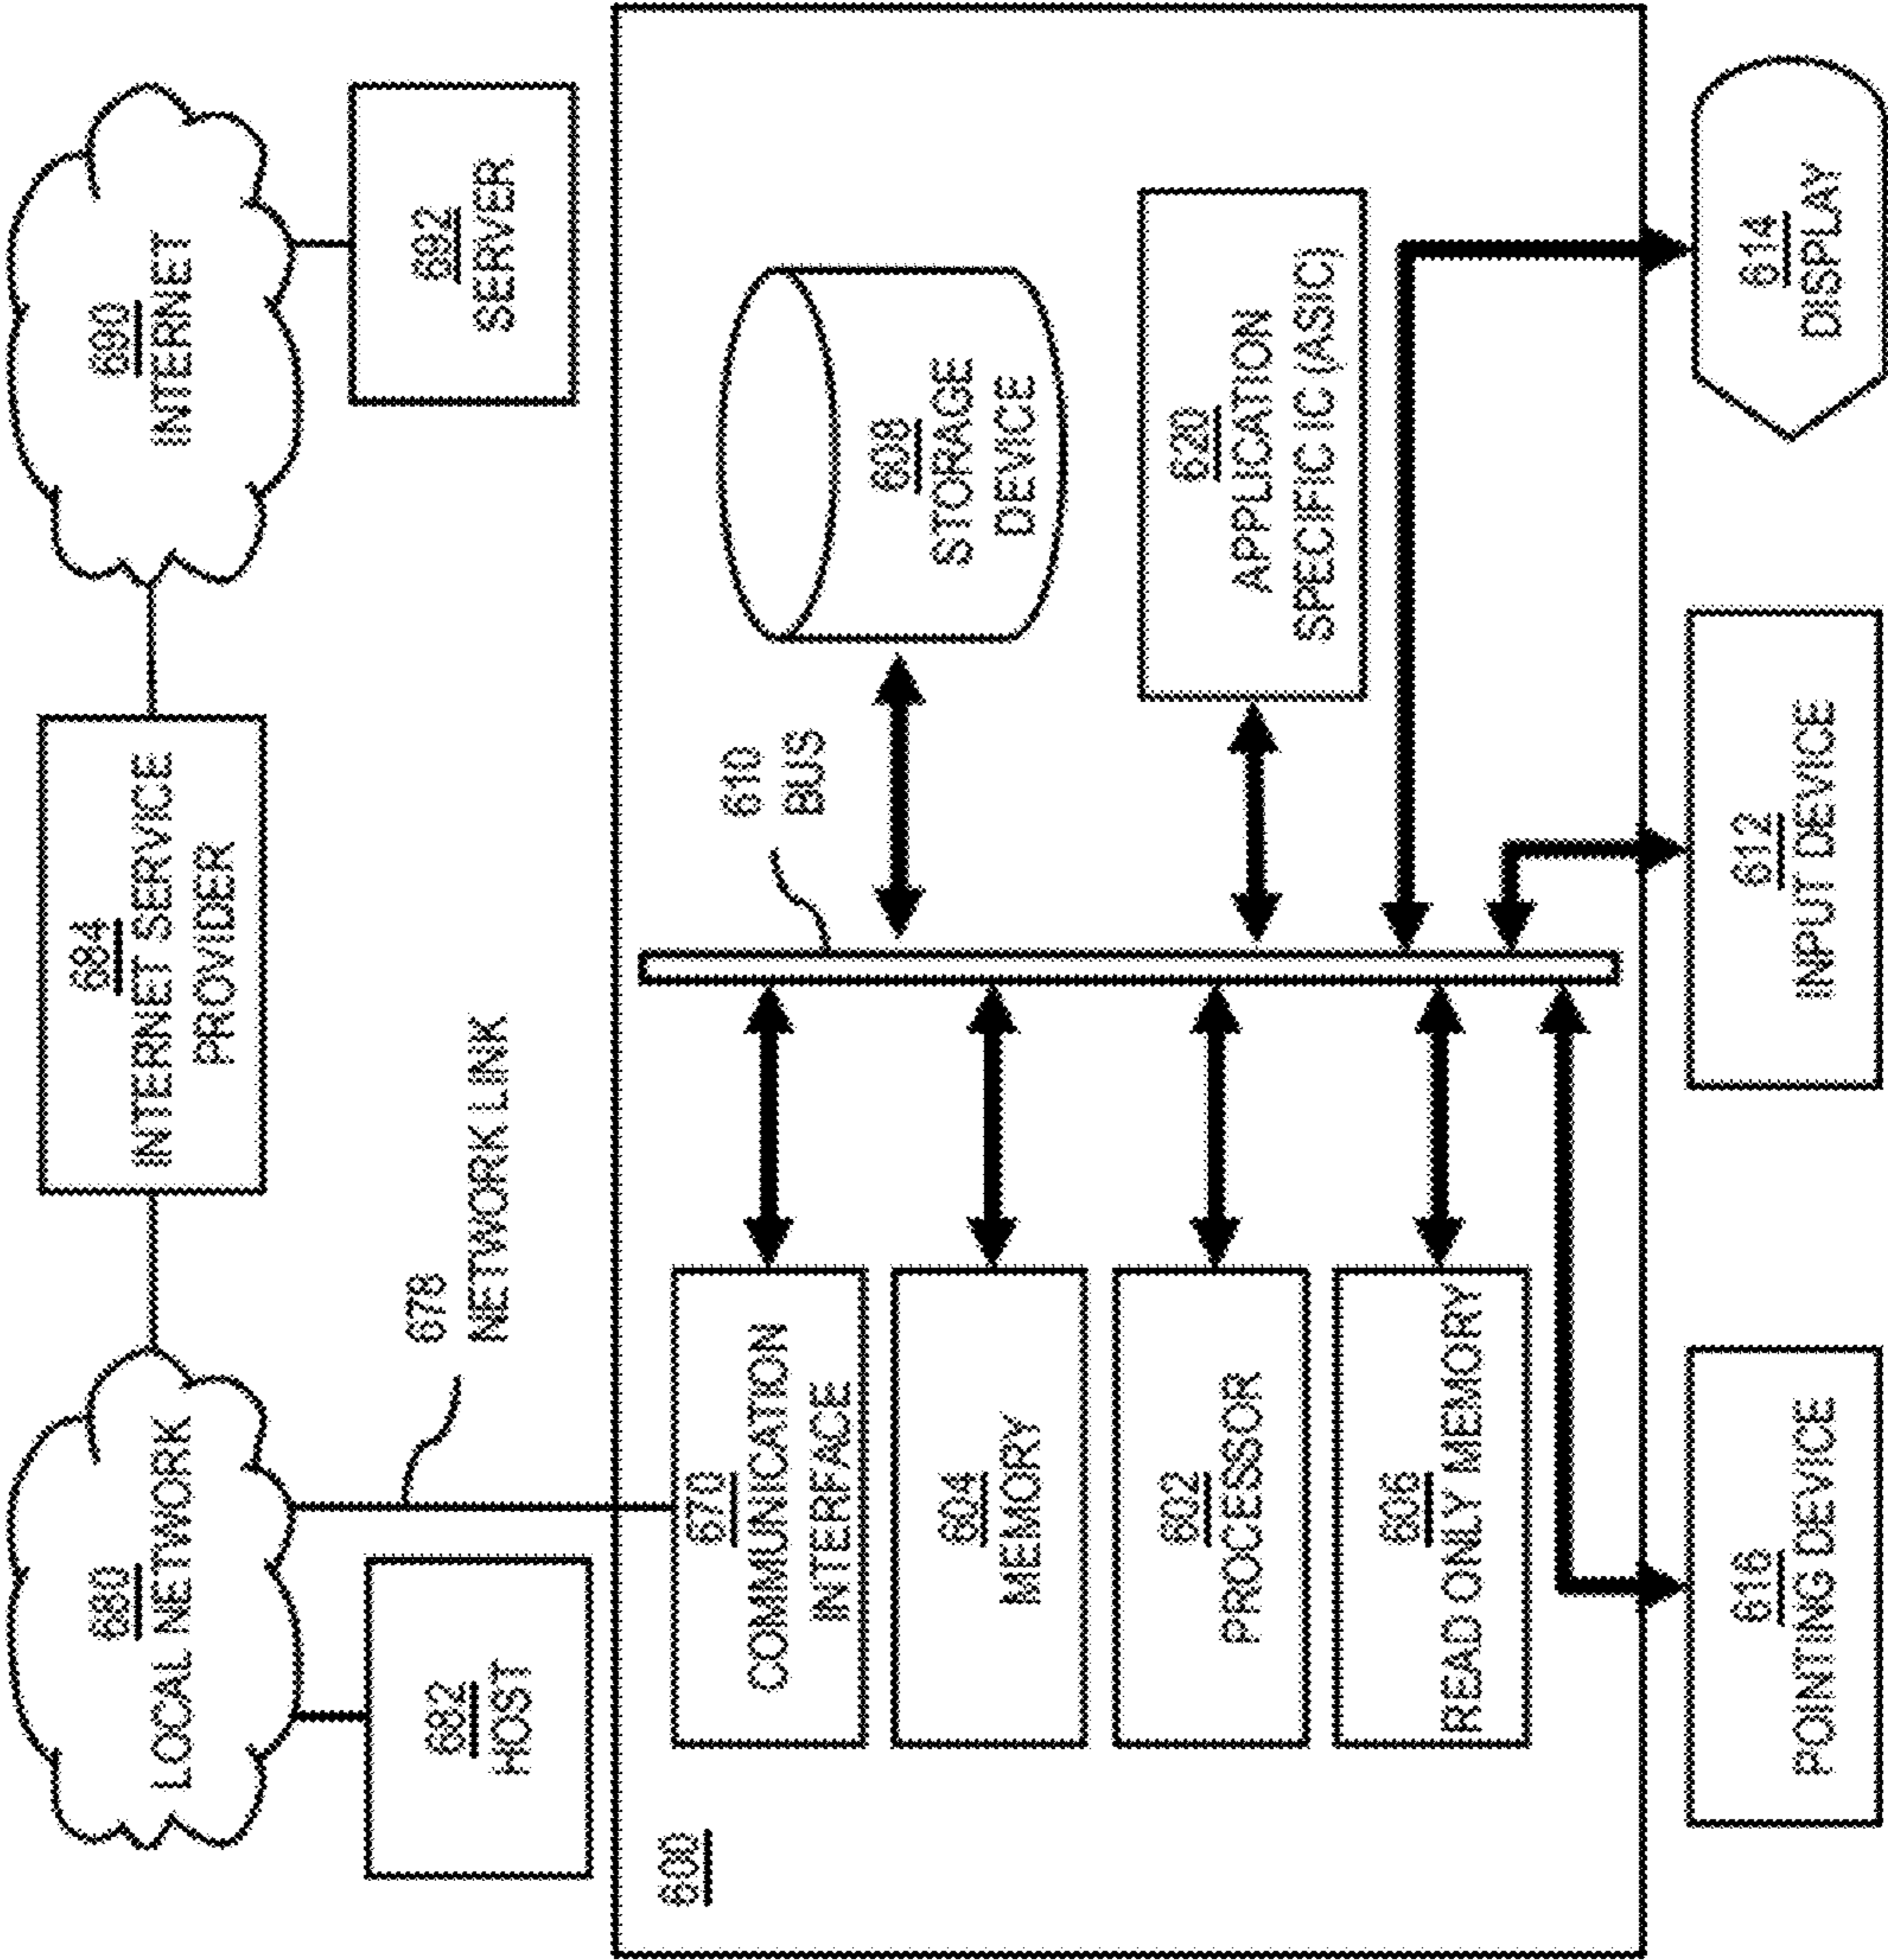 680
LOCAL NETWORK
684
INTERNET SERVICE
PROVIDER
690
INTERNET
682
HOST
678
NETWORK LINK
692
SERVER
600
670
COMMUNICATION
INTERFACE
610
BUS
608
STORAGE
DEVICE
604
MEMORY
602
PROCESSOR
620
APPLICATION
SPECIFIC IC (ASIC)
606
READ ONLY MEMORY
616
POINTING DEVICE
612
INPUT DEVICE
614
DISPLAY